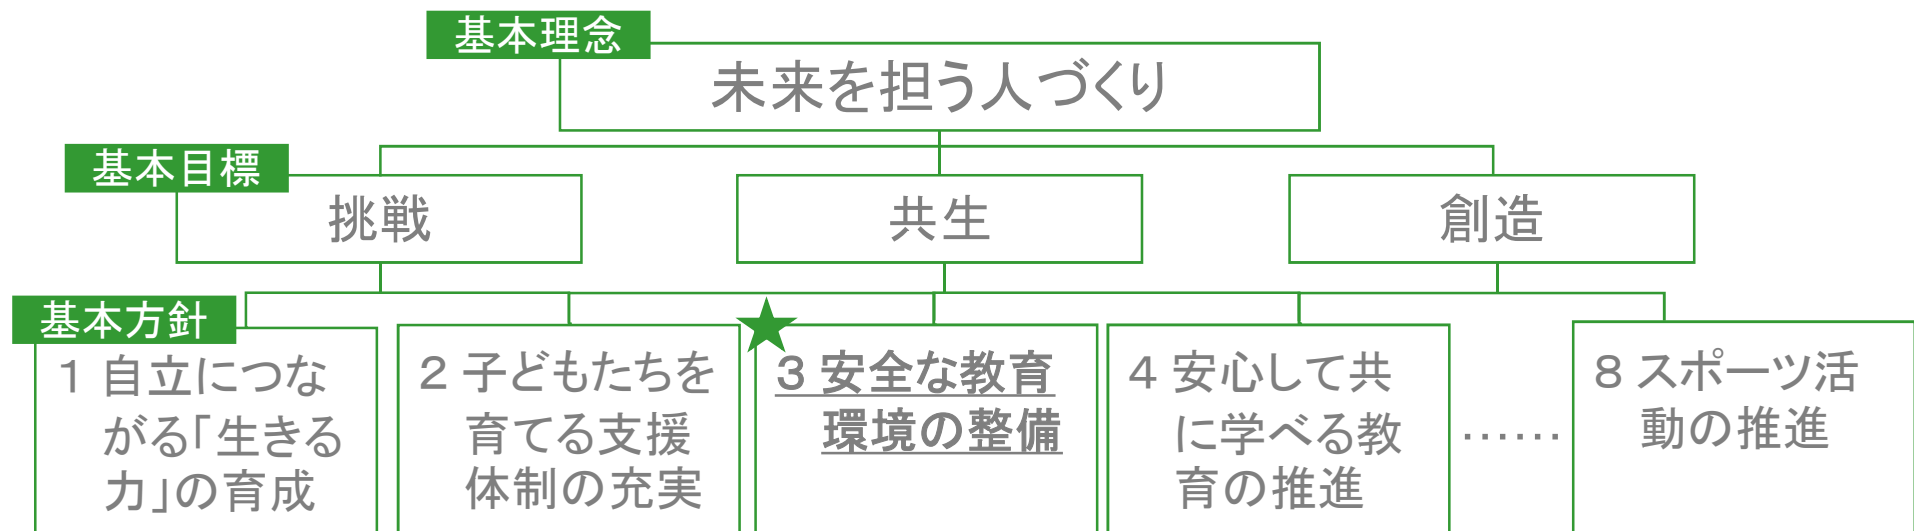 基本理念
未来を担う人づくり
基本目標
挑戦
共生
創造
基本方針
1 自立につな
がる「生きる
力」の育成
2 子どもたちを
育てる支援
体制の充実
3 安全な教育
環境の整備
4 安心して共
に学べる教
育の推進
……
8 スポーツ活
動の推進